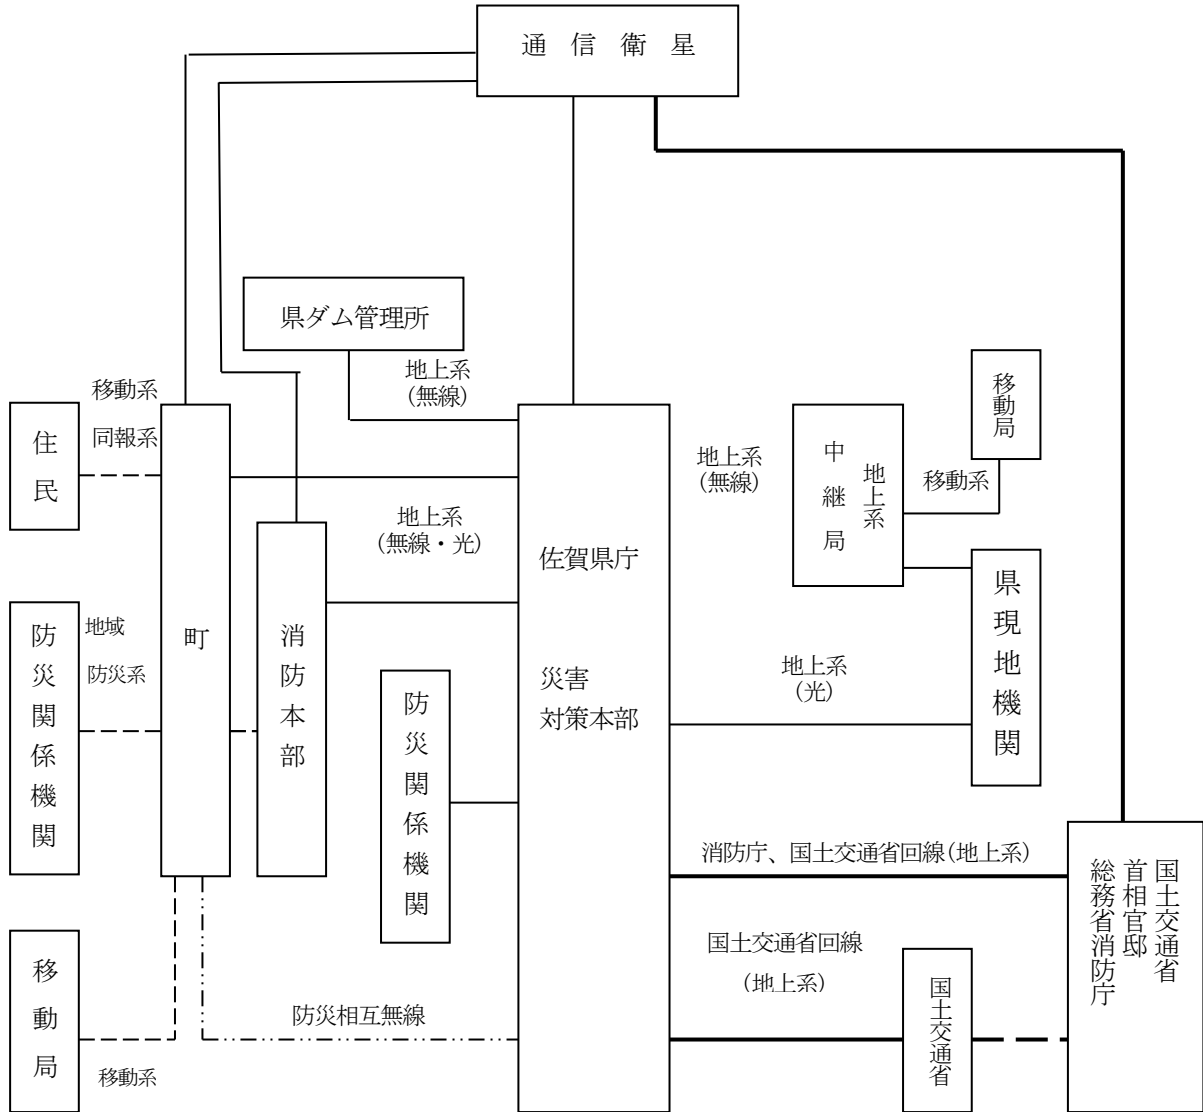 通 信 衛 星
県ダム管理所
地上系
(無線)
移動系
同報系
住民
地上系
(無線)
中継局
地上系
移動局
移動系
地上系
(無線・光)
佐賀県庁
災害
対策本部
県現地機関
地上系
(光)
町
消防本部
防災関係機関
地域
防災系
防災関係機関
消防庁、国土交通省回線(地上系)
国土交通省
首相官邸
総務省消防庁
国土交通省回線
(地上系)
国土交通省
移動局
移動系
防災相互無線